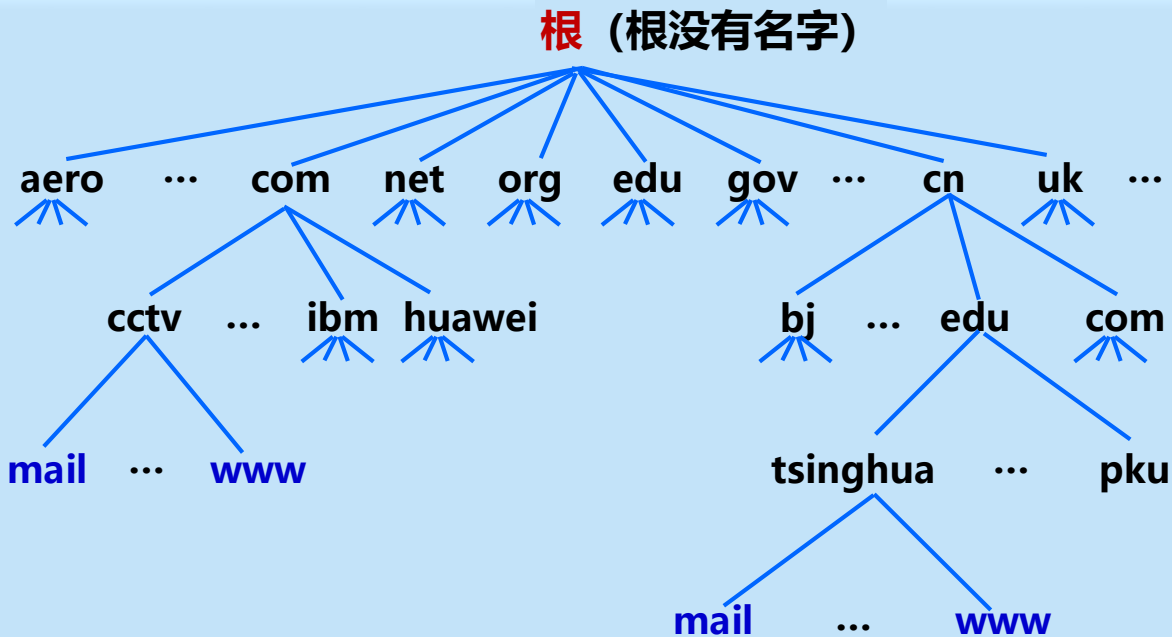 根 (根没有名字)
aero ... com net org edu gov ... cn uk ...
cctv ... ibm huawei bj ... edu com
mail ... www tsinghua ... pku
mail ... www